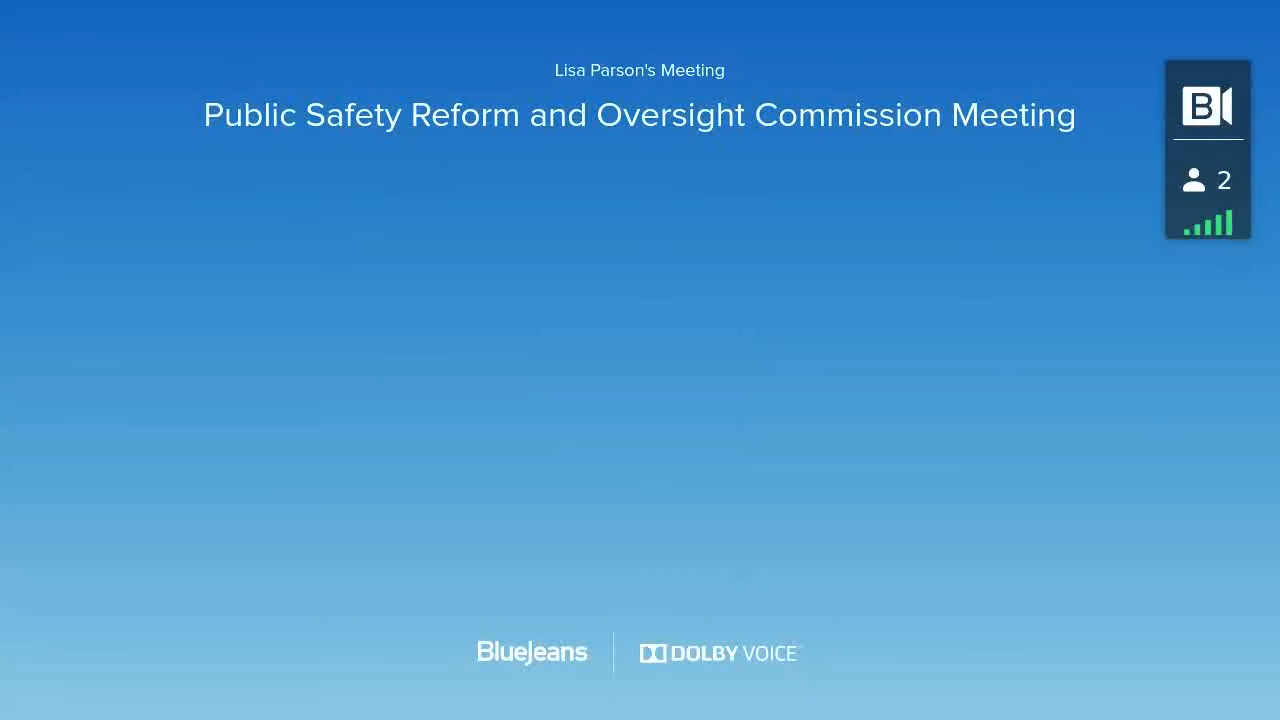 Lisa Parson's Meeting
Public Safety Reform and Oversight Commission Meeting
B
2
BlueJeans
DOLBY VOICE